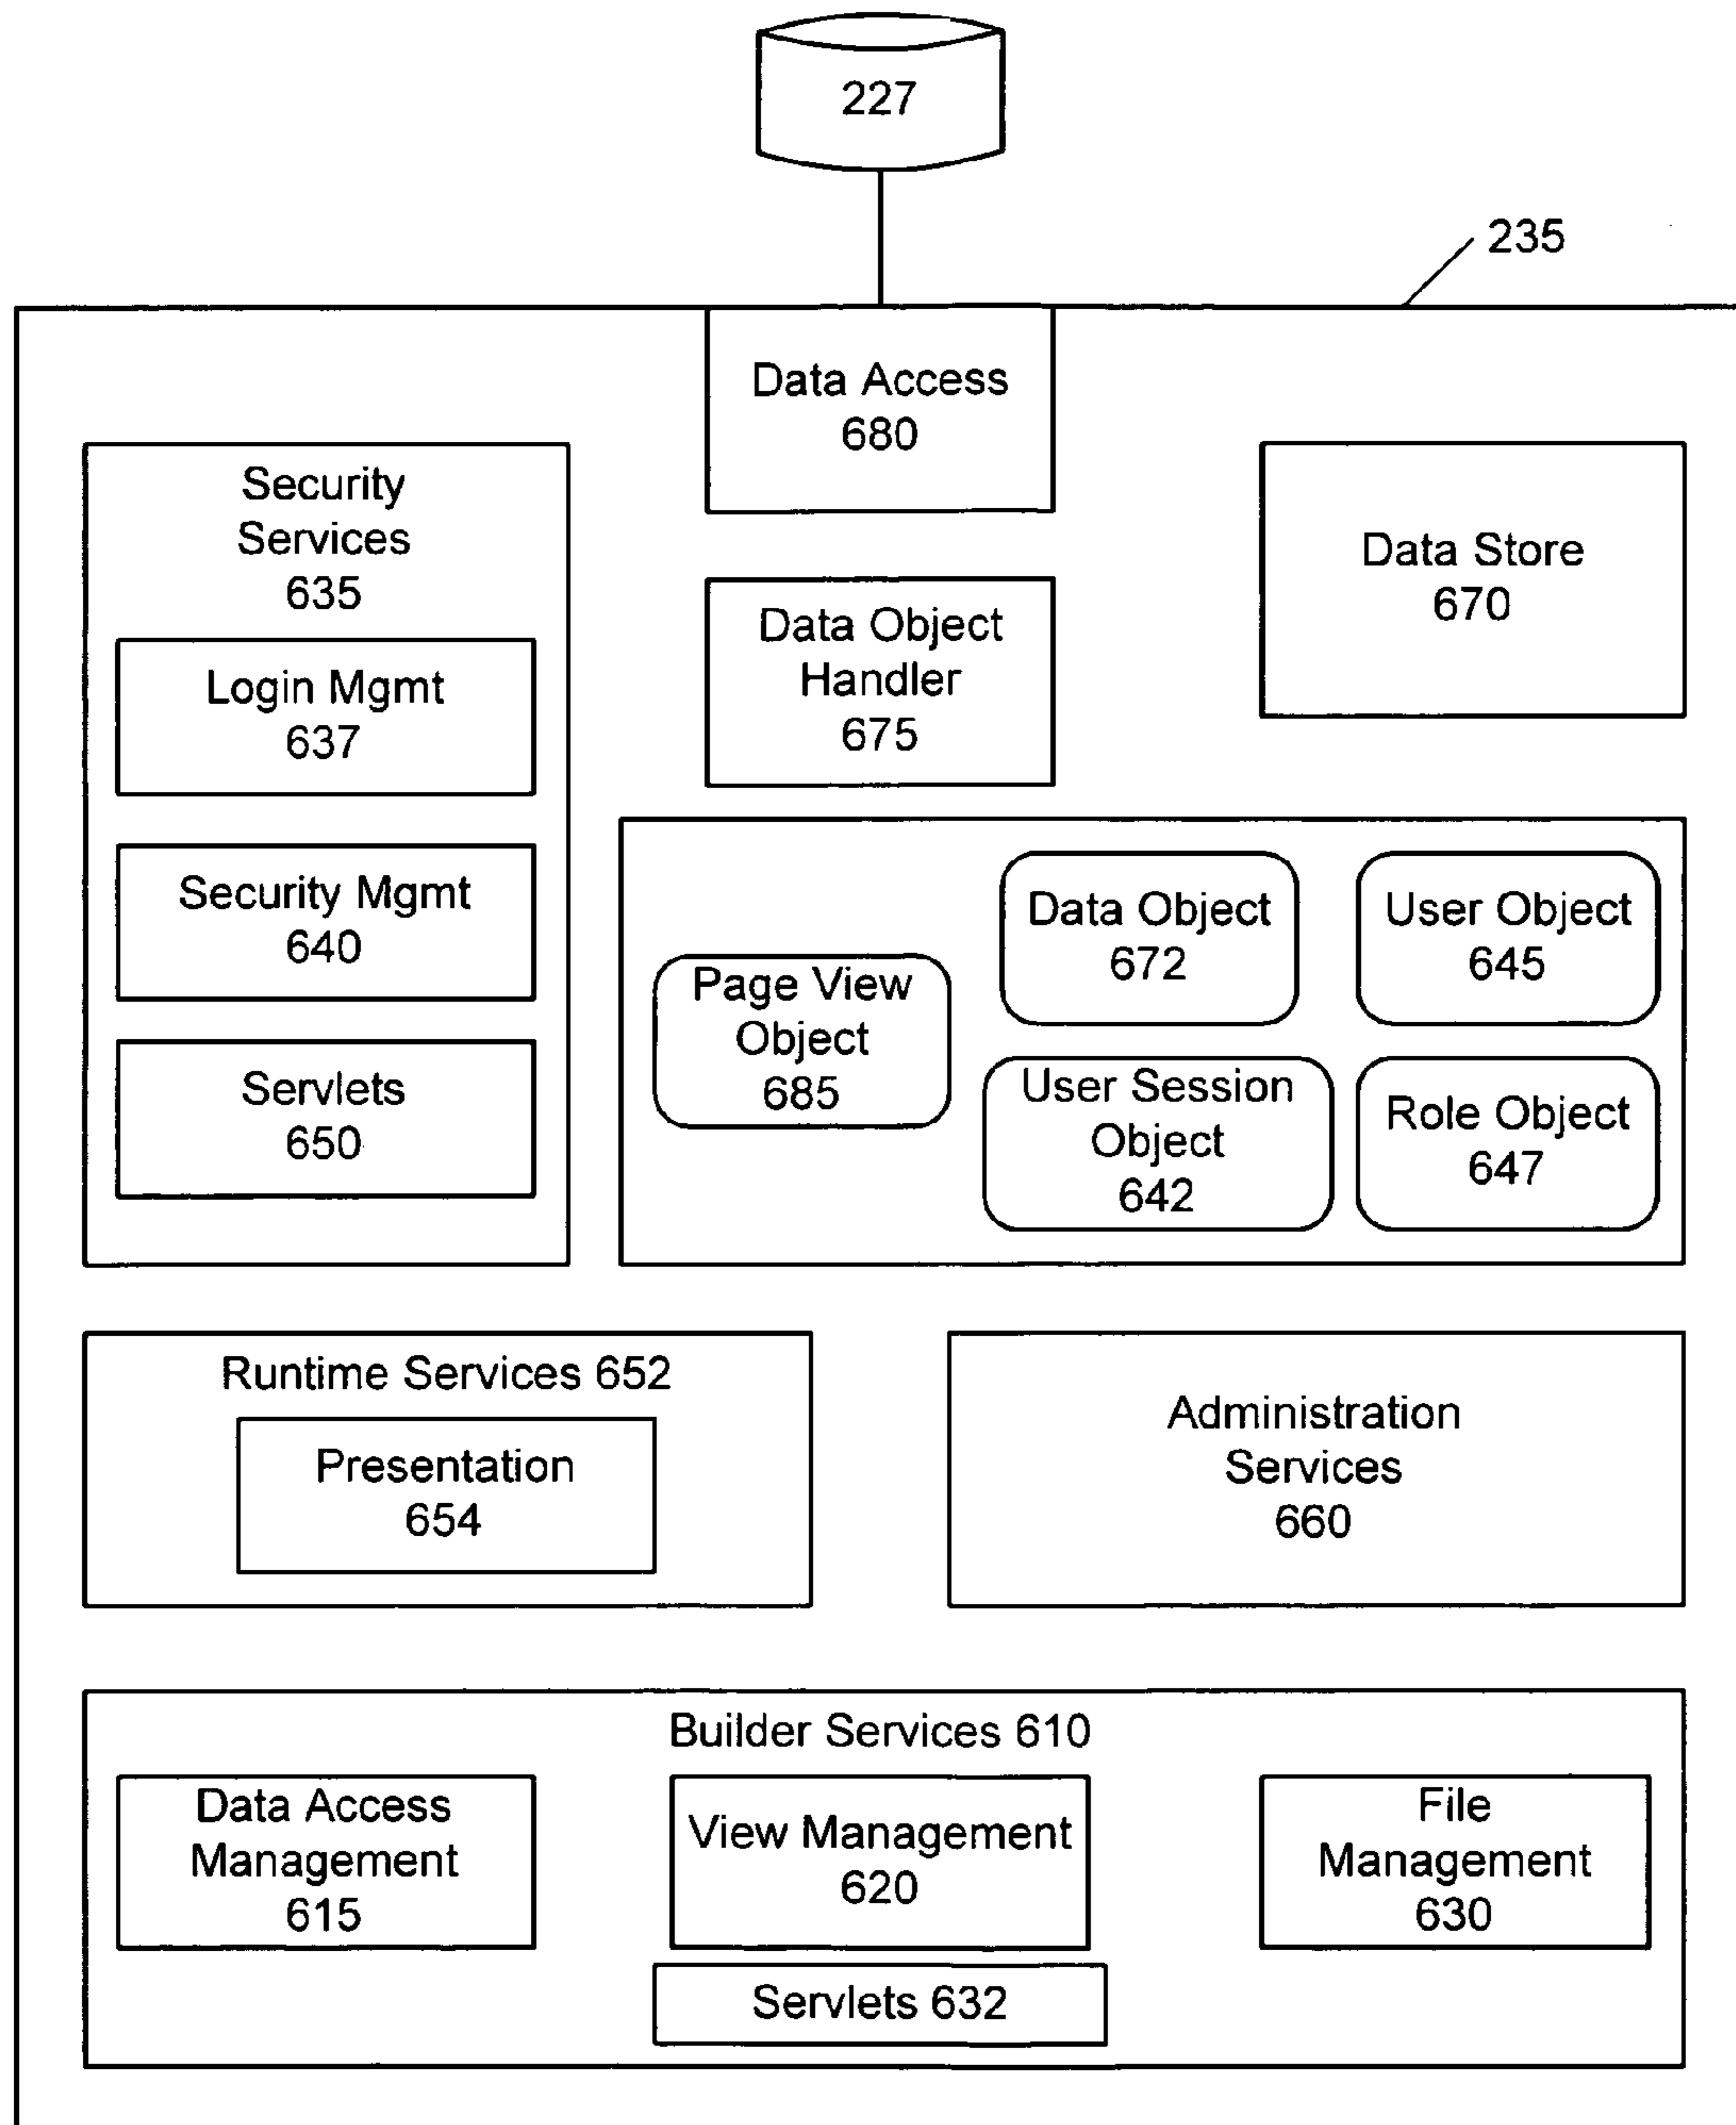 227
235
Data Access
680
Security
Services
635
Login Mgmt
637
Security Mgmt
640
Servlets
650
Data Object
Handler
675
Data Store
670
Page View
Object
685
Data Object
672
User Object
645
User Session
Object
642
Role Object
647
Runtime Services 652
Presentation
654
Administration
Services
660
Builder Services 610
Data Access
Management
615
View Management
620
File
Management
630
Servlets 632